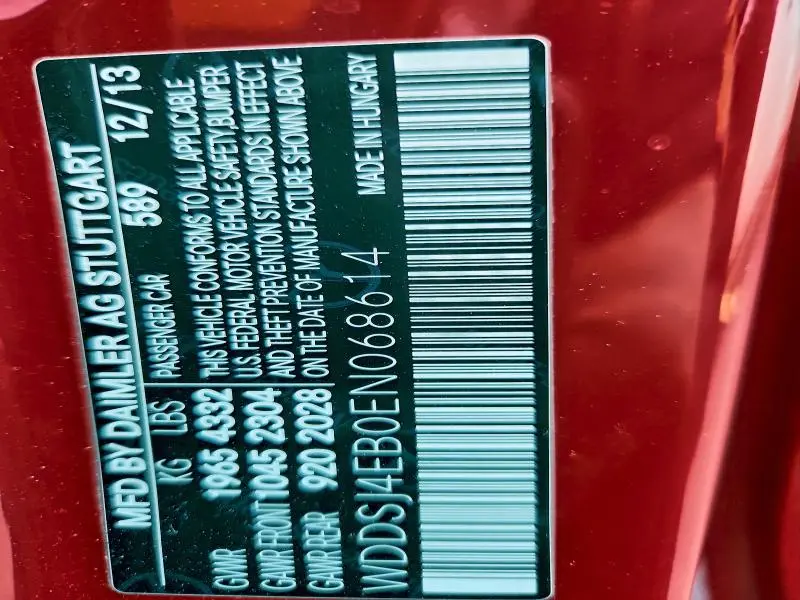 MFD BY DAIMLER AG STUTTGART
KG LBS PASSENGER CAR 589 12/13
GWR 1965 4332 THIS VEHICLE CONFORMS TO ALL APPLICABLE
U.S. FEDERAL MOTOR VEHICLE SAFETY, BUMPER
GAWR FRONT 1045 2304 AND THEFT PREVENTION STANDARDS IN EFFECT
GAWR REAR 920 2028 ON THE DATE OF MANUFACTURE SHOWN ABOVE
WDDSJ4EB0EN068614 MADE IN HUNGARY